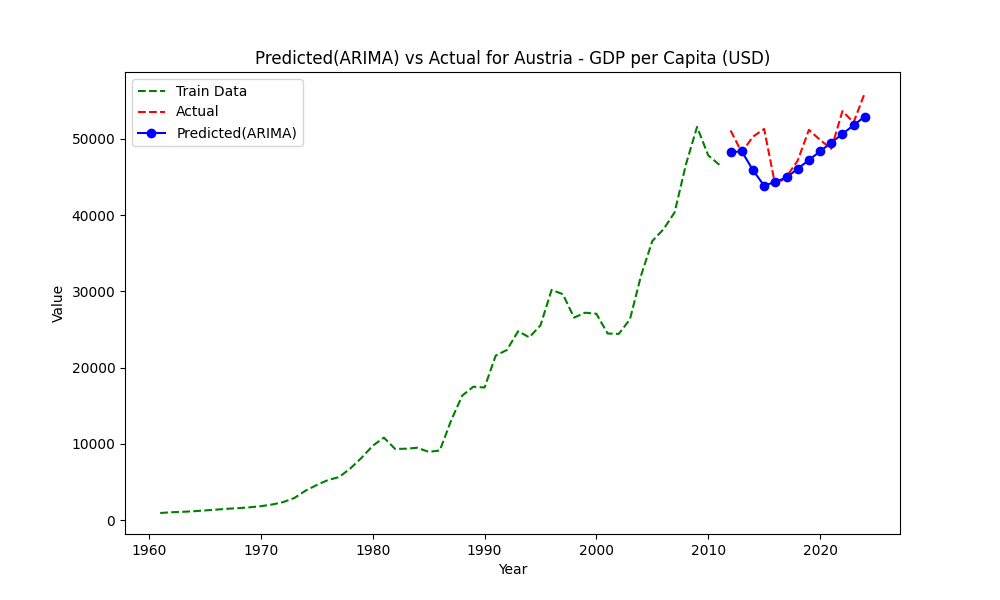 Predicted(ARIMA) vs Actual for Austria - GDP per Capita (USD)
Train Data
Actual
Predicted(ARIMA)
50000
40000
30000
20000
10000
0
Value
1960 1970 1980 1990 2000 2010 2020
Year